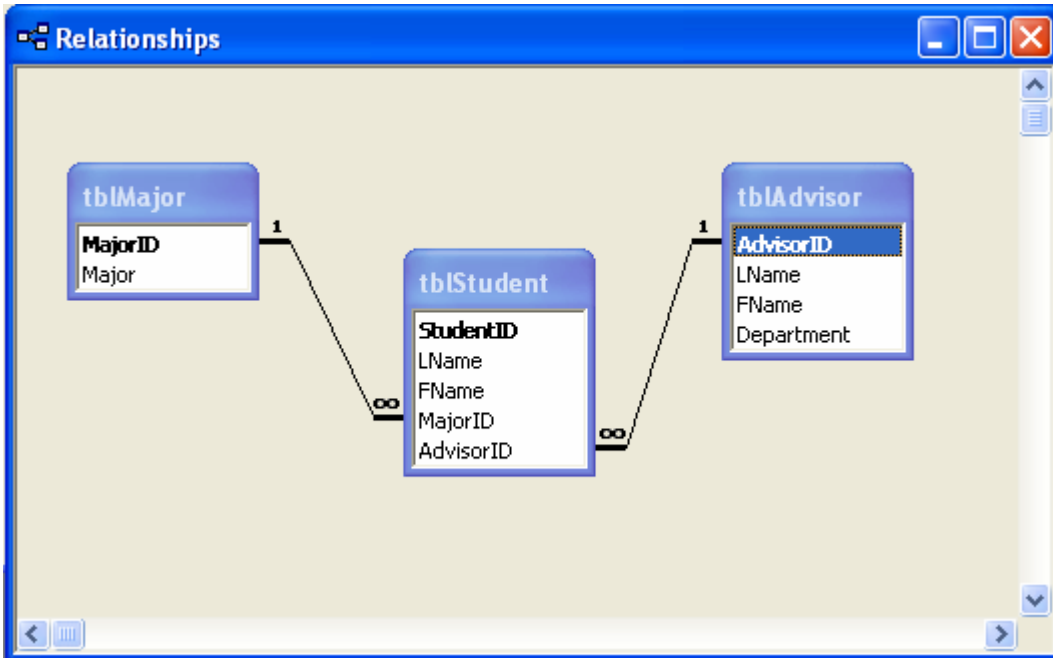 Relationships
tblMajor
MajorID
Major
1
∞
tblStudent
StudentID
LName
FName
MajorID
AdvisorID
∞
1
tblAdvisor
AdvisorID
LName
FName
Department